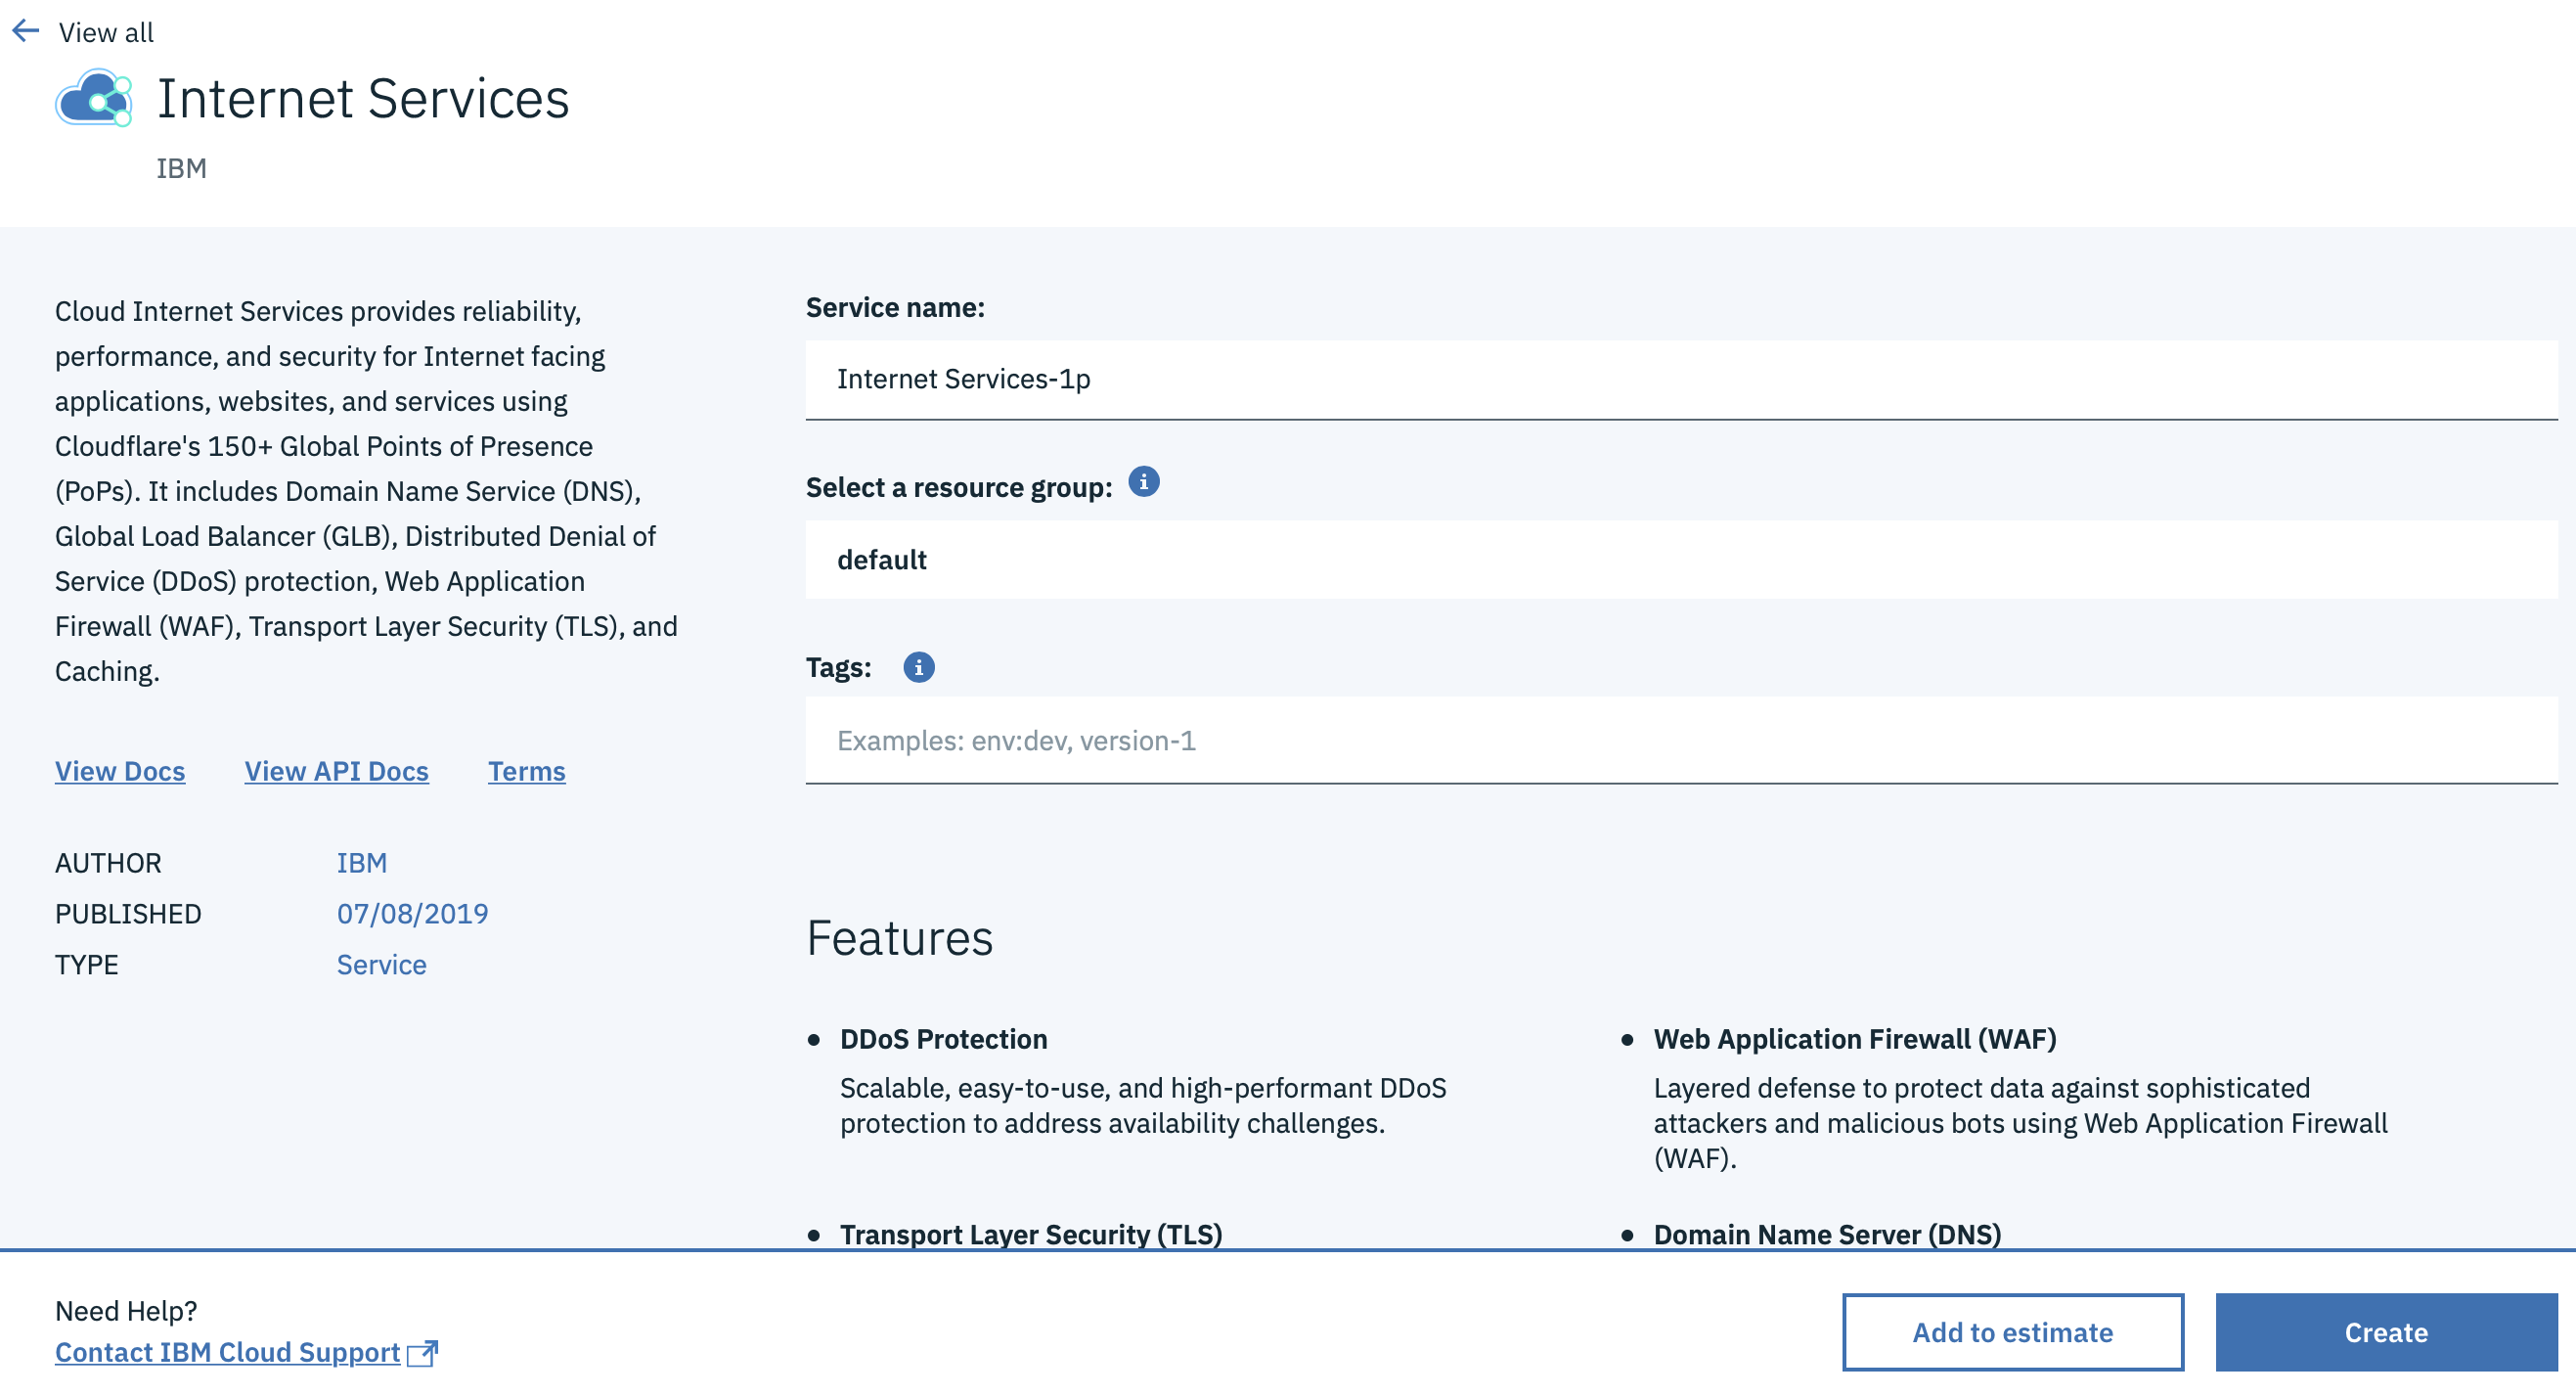 View all
Internet Services
IBM
Cloud Internet Services provides reliability,
performance, and security for Internet facing
applications, websites, and services using
Cloudflare's 150+ Global Points of Presence
(PoPs). It includes Domain Name Service (DNS),
Global Load Balancer (GLB), Distributed Denial of
Service (DDoS) protection, Web Application
Firewall (WAF), Transport Layer Security (TLS), and
Caching.
View Docs View API Docs Terms
AUTHOR IBM
PUBLISHED 07/08/2019
TYPE Service
Service name:
Internet Services-1p
Select a resource group:
default
Tags:
Examples: env:dev, version-1
Features
DDoS Protection
Scalable, easy-to-use, and high-performant DDoS
protection to address availability challenges.
Web Application Firewall (WAF)
Layered defense to protect data against sophisticated
attackers and malicious bots using Web Application Firewall
(WAF).
Transport Layer Security (TLS)
Domain Name Server (DNS)
Need Help?
Contact IBM Cloud Support
Add to estimate
Create